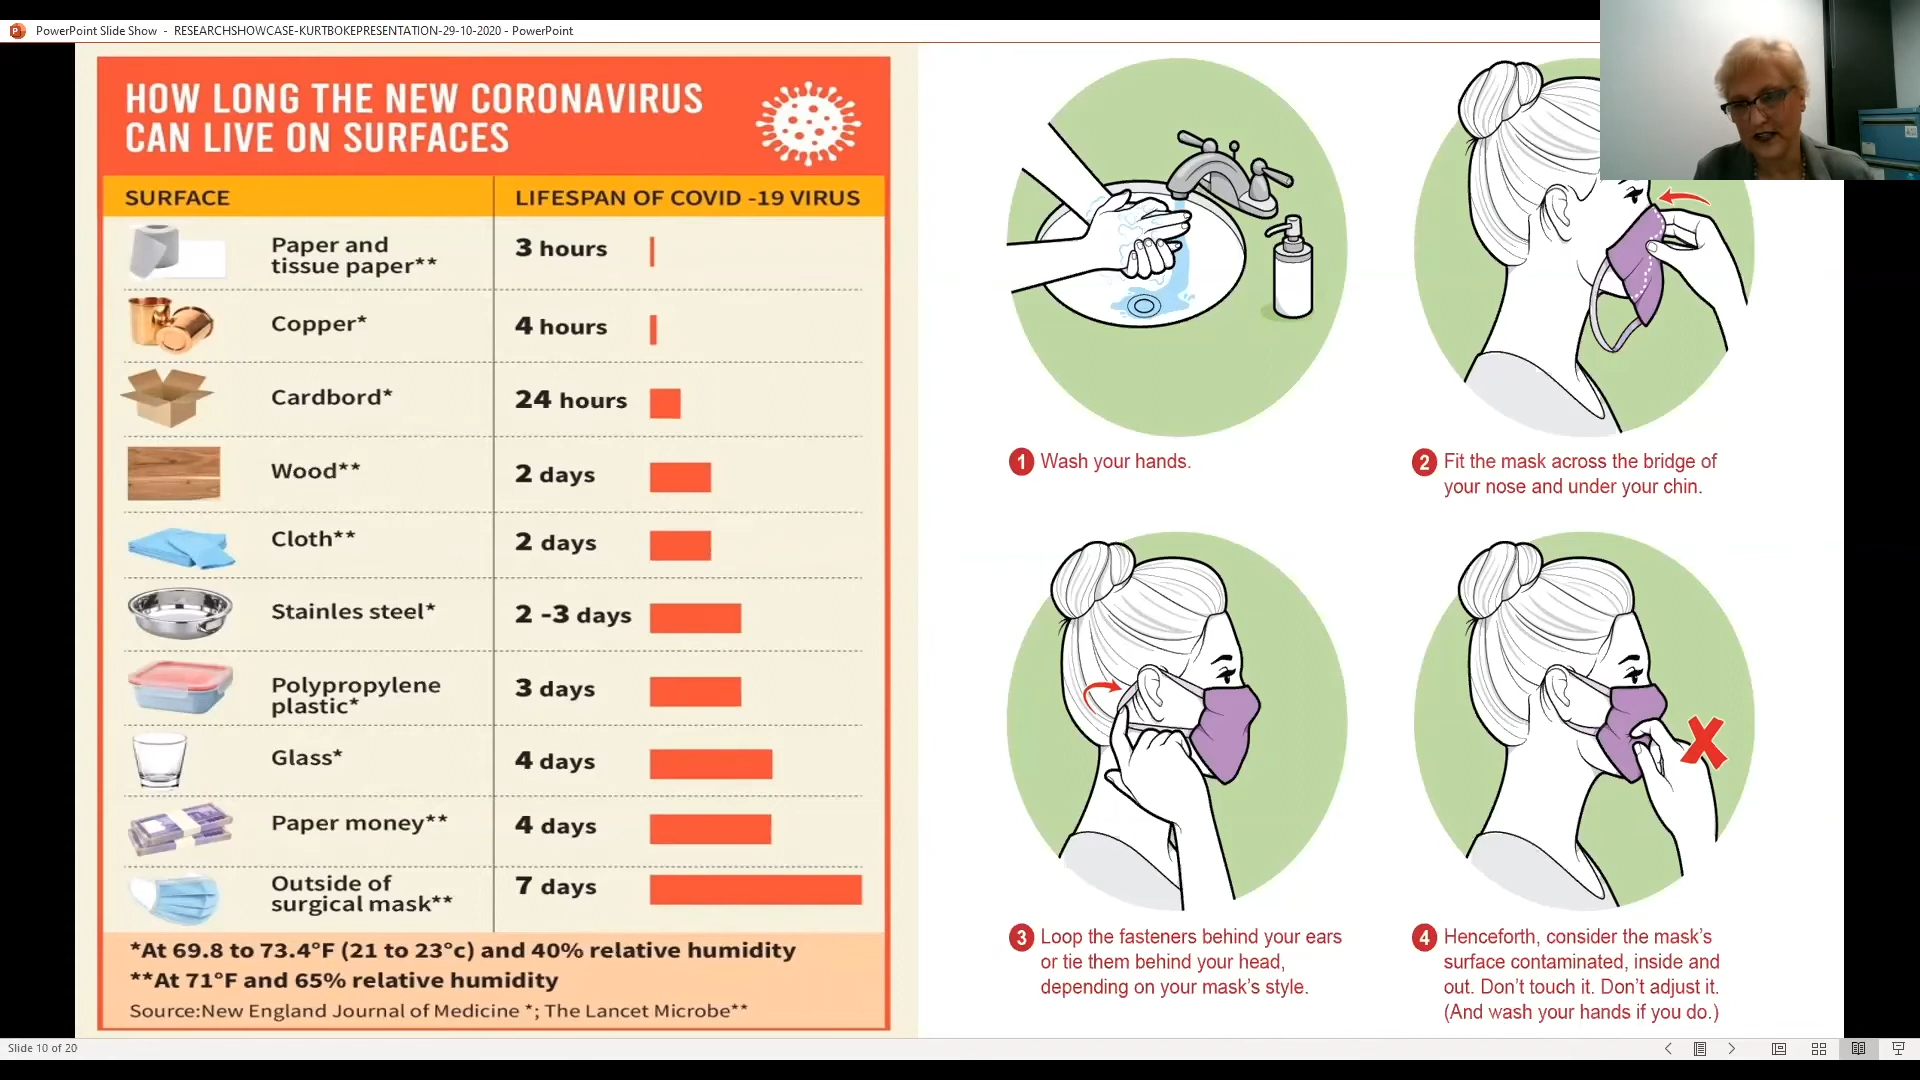 PowerPoint Slide Show - RESEARCHSHOWCASE-KURTBOKEPRESENTATION-29-10-2020 - PowerPoint
HOW LONG THE NEW CORONAVIRUS
CAN LIVE ON SURFACES
SURFACE LIFESPAN OF COVID -19 VIRUS
Paper and
tissue paper** 3 hours
Copper* 4 hours
Cardbord* 24 hours
Wood** 2 days
Cloth** 2 days
Stainles steel* 2 -3 days
Polypropylene
plastic* 3 days
Glass* 4 days
Paper money** 4 days
Outside of
surgical mask** 7 days
*At 69.8 to 73.4°F (21 to 23°c) and 40% relative humidity
**At 71°F and 65% relative humidity
Source:New England Journal of Medicine *; The Lancet Microbe**
1 Wash your hands.
2 Fit the mask across the bridge of
your nose and under your chin.
3 Loop the fasteners behind your ears
or tie them behind your head,
depending on your mask's style.
4 Henceforth, consider the mask's
surface contaminated, inside and
out. Don't touch it. Don't adjust it.
(And wash your hands if you do.)
Slide 10 of 20